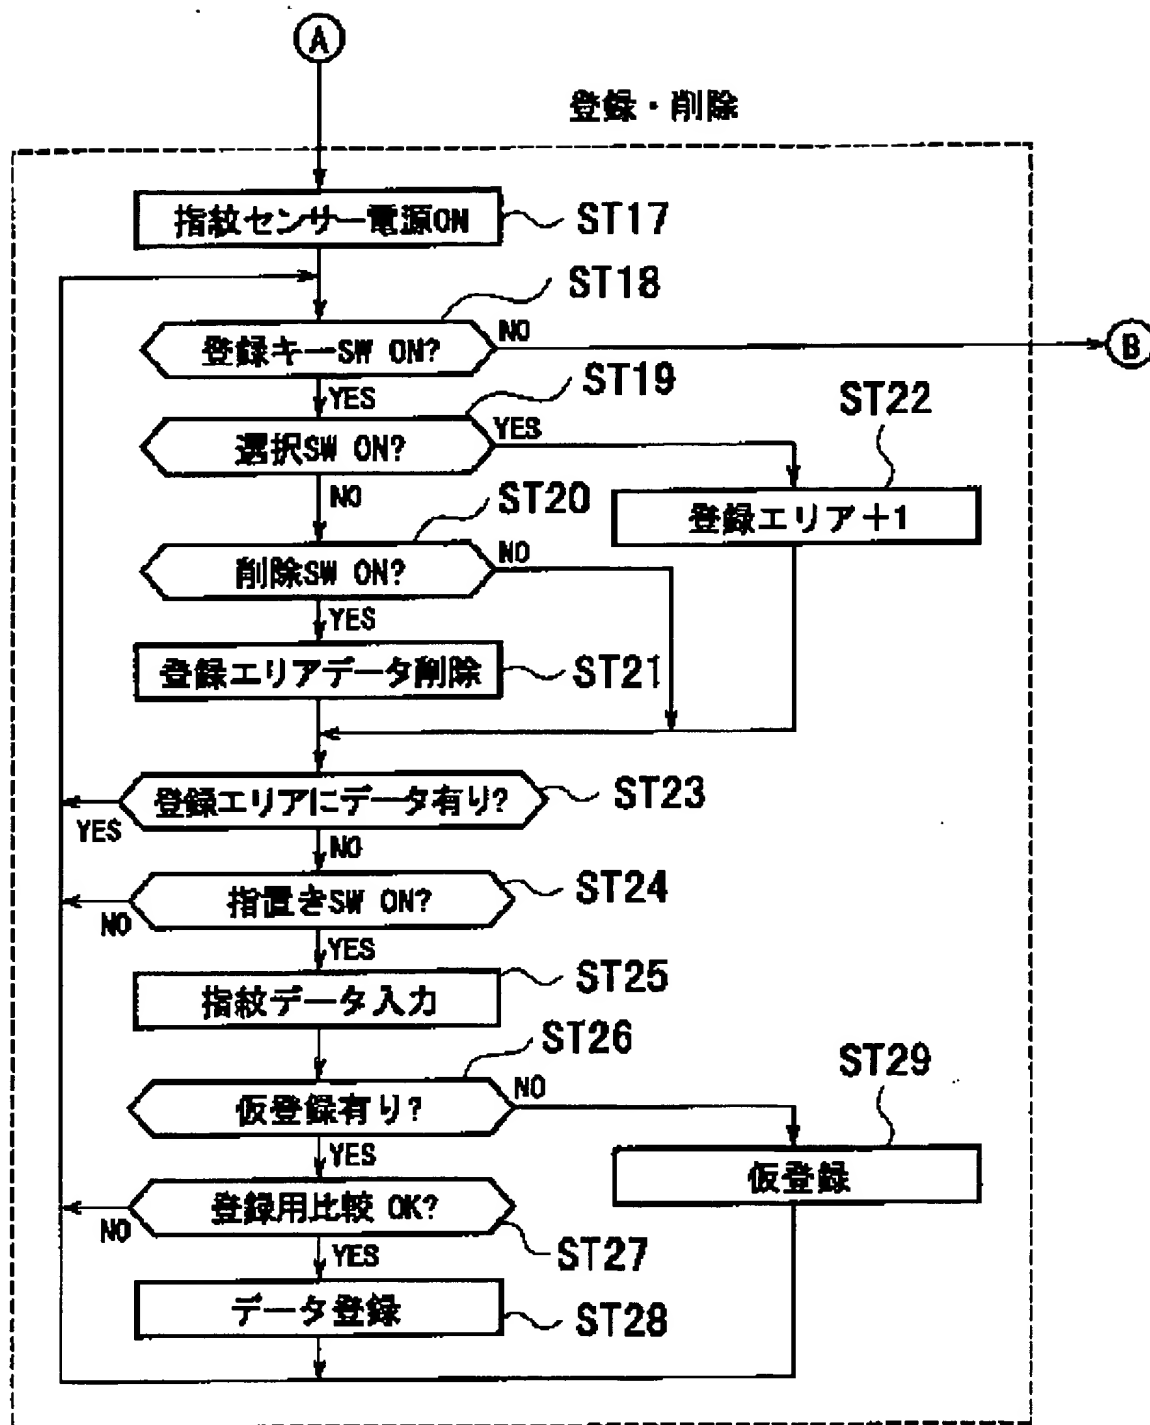 A
登録・削除
指紋センサー電源ON
ST17
ST18
登録キーSW ON?
NO
B
YES
ST19
選択SW ON?
YES
ST22
NO
ST20
登録エリア+1
削除SW ON?
NO
YES
登録エリアデータ削除
ST21
登録エリアにデータ有り?
ST23
YES
NO
指置きSW ON?
ST24
NO
YES
指紋データ入力
ST25
ST26
仮登録有り?
NO
ST29
YES
仮登録
登録用比較 OK?
NO
ST27
YES
データ登録
ST28